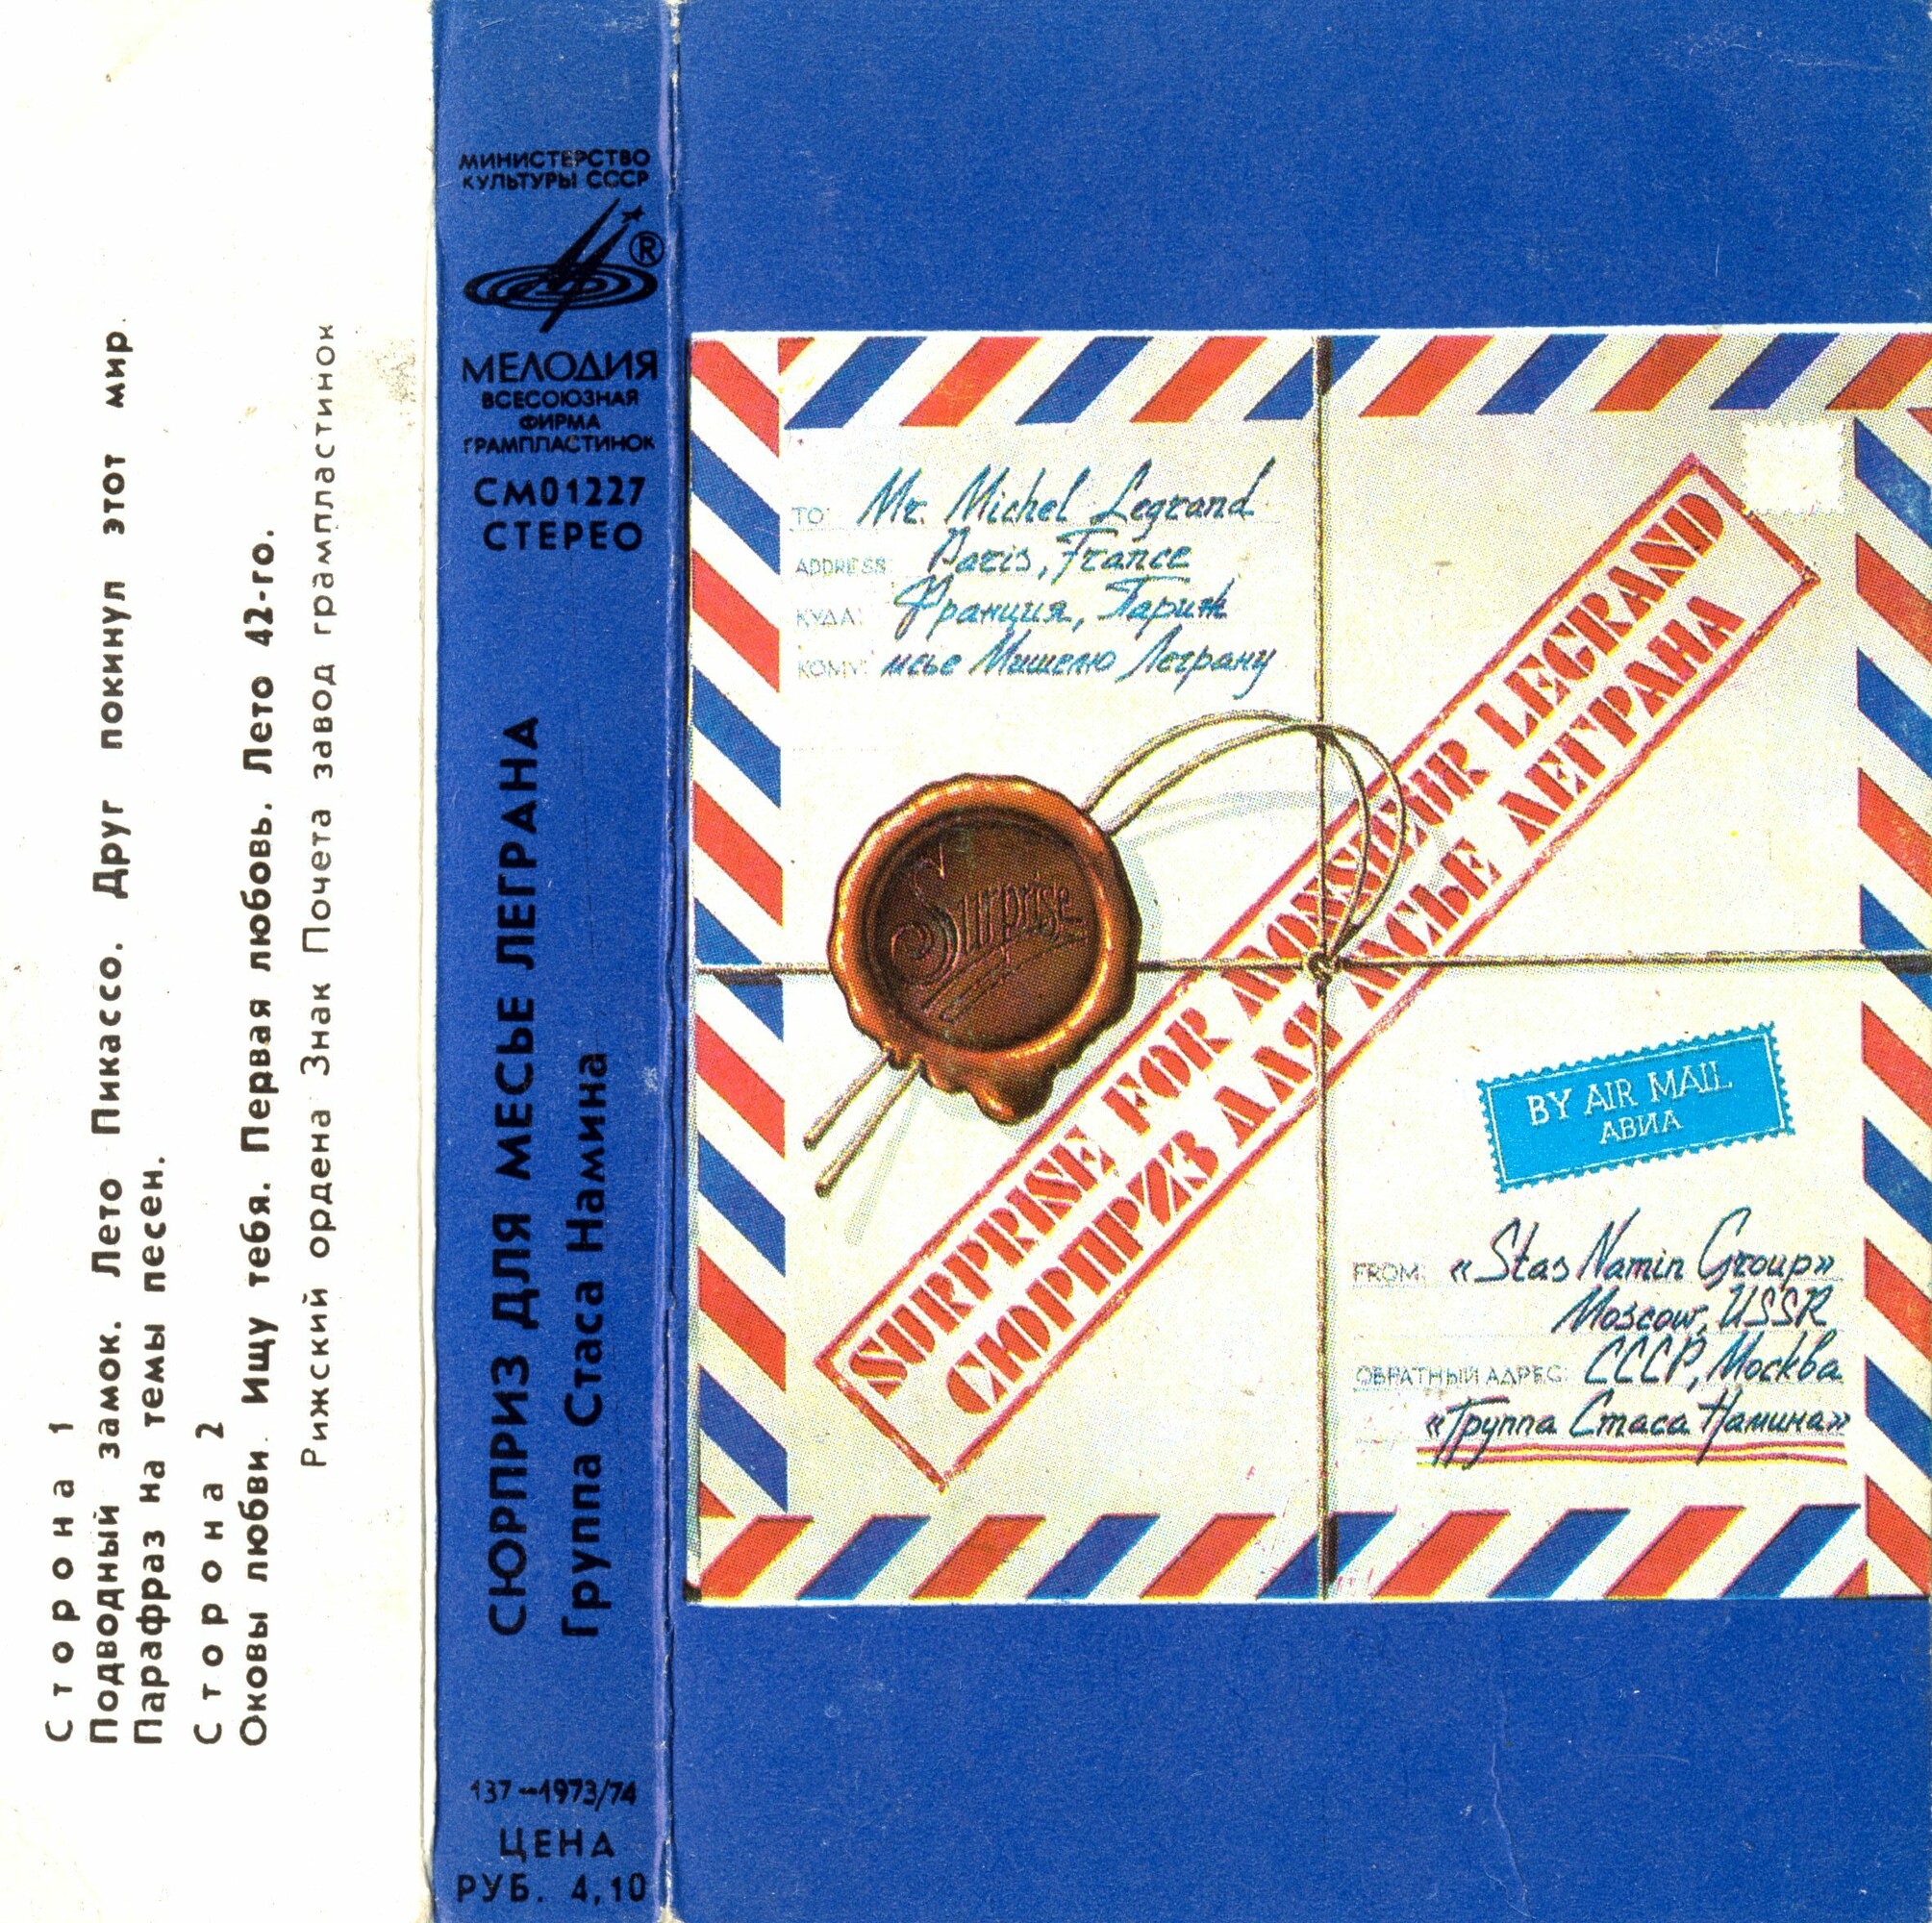 Сторона 1
Подводный замок. Лето Пикассо. Друг покинул этот мир.
Парафраз на темы песен.
Сторона 2
Оковы любви. Ищу тебя. Первая любовь. Лето 42-го.
Рижский ордена Знак Почета завод грампластинок
МИНИСТЕРСТВО
КУЛЬТУРЫ СССР
®
МЕЛОДИЯ
ВСЕСОЮЗНАЯ
ФИРМА
ГРАМПЛАСТИНОК
СМ01227
СТЕРЕО
СЮРПРИЗ ДЛЯ МЕСЬЕ ЛЕГРАНА
Группа Стаса Намина
137-1973/74
ЦЕНА
РУБ. 4,10
TO: Mr. Michel Legrand
ADDRESS: Paris, France
КУДА: Франция, Париж
КОМУ: мсье Мишелю Леграну
Surprise
SURPRISE FOR MONSIEUR LEGRAND
СЮРПРИЗ ДЛЯ МСЬЕ ЛЕГРАНА
BY AIR MAIL
АВИА
FROM: «Stas Namin Group»
Moscow, USSR
ОБРАТНЫЙ АДРЕС: СССР, Москва
«Группа Стаса Намина»